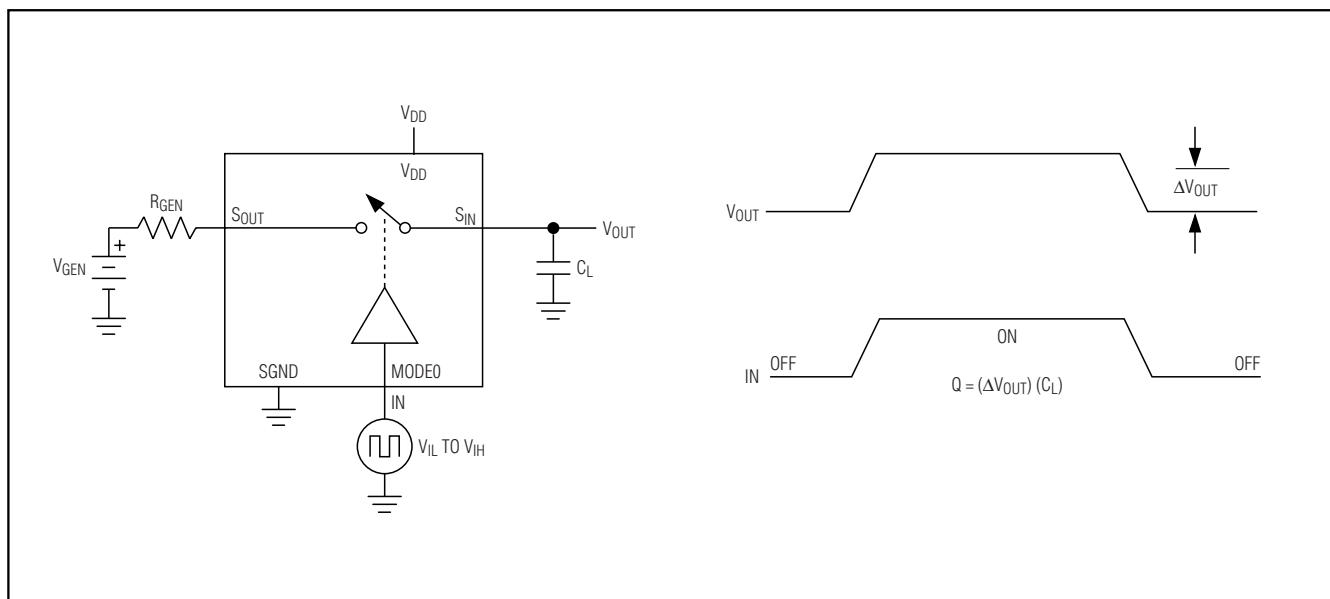 VDD
VDD
RGEN
SOUT
SIN
VOUT
VGEN
+
CL
SGND
MODE0
IN
VIL TO VIH
VOUT
ΔVOUT
IN
OFF
ON
OFF
Q = (ΔVOUT) (CL)